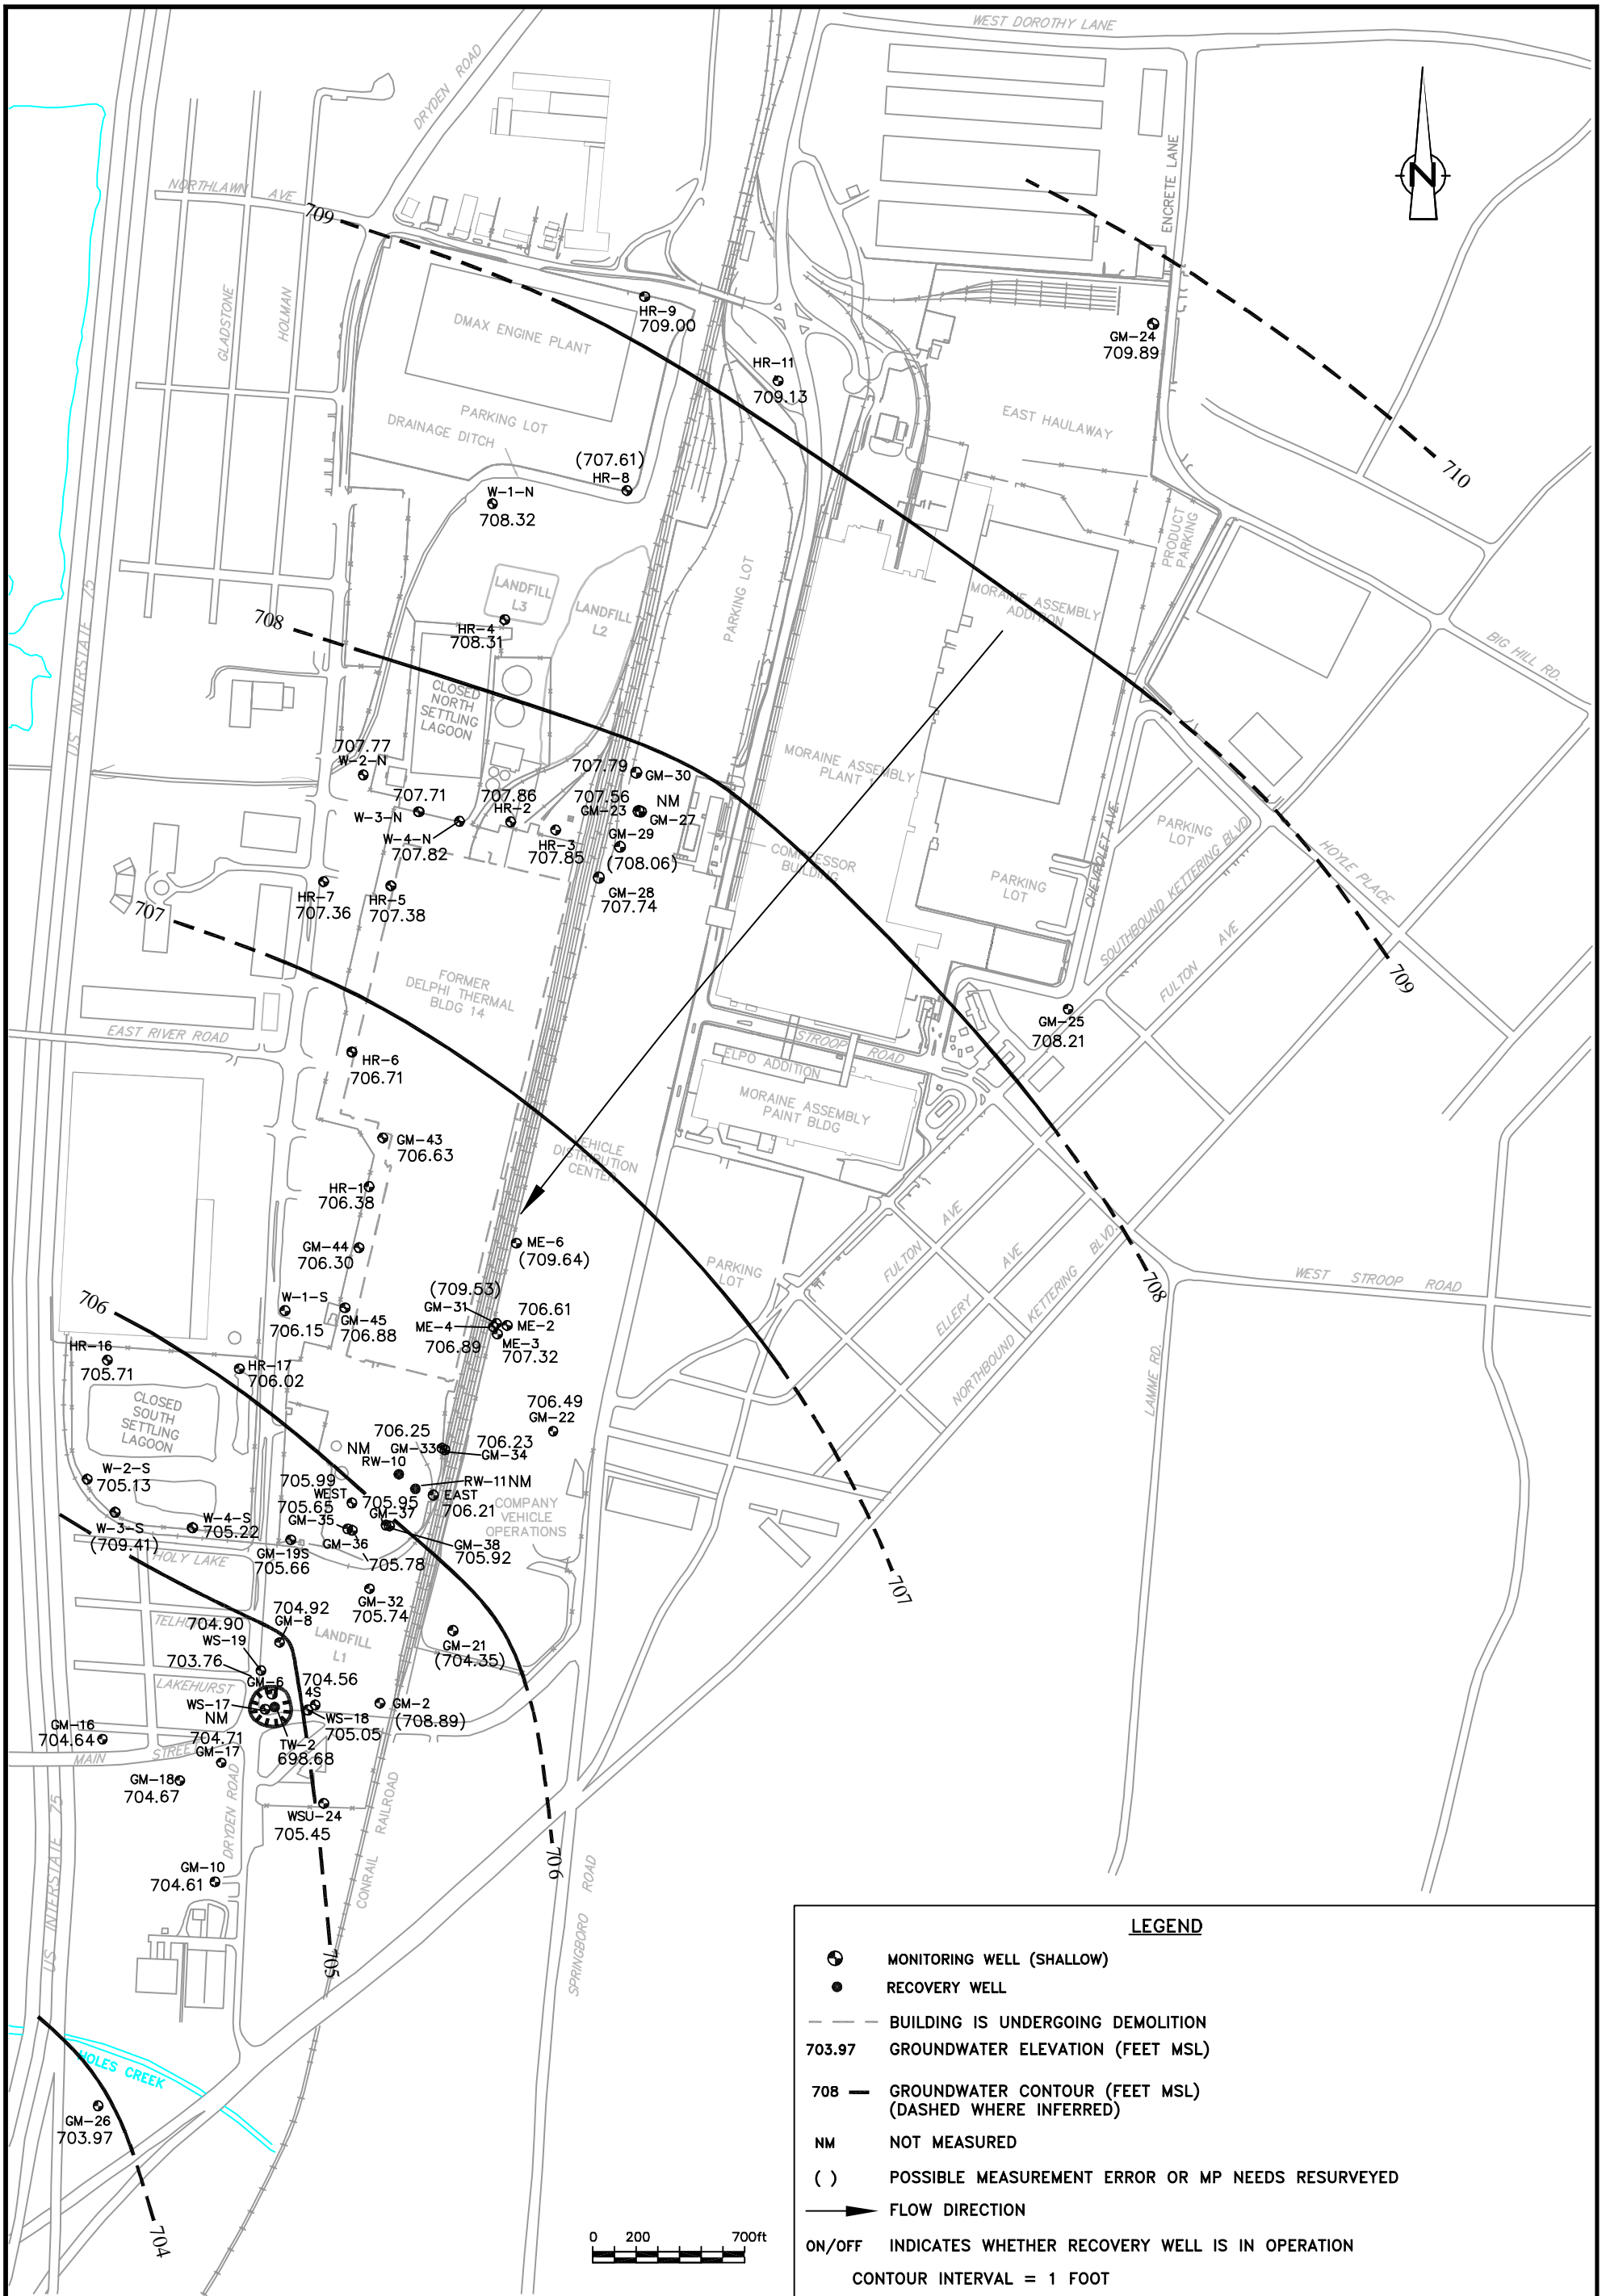 WEST DOROTHY LANE
DRYDEN ROAD
ENCRETE LANE
N
NORTHLAWN AVE
709
GLADSTONE
HOLMAN
HR-9
709.00
DMAX ENGINE PLANT
GM-24
709.89
HR-11
709.13
PARKING LOT
DRAINAGE DITCH
EAST HAULAWAY
710
(707.61)
HR-8
W-1-N
708.32
PRODUCT
PARKING
PARKING LOT
LANDFILL
L3
LANDFILL
L2
MORAINE ASSEMBLY
ADDITION
708
HR-4
708.31
US INTERSTATE 75
BIG HILL RD.
CLOSED
NORTH
SETTLING
LAGOON
707.77
W-2-N
707.79
GM-30
MORAINE ASSEMBLY
PLANT 1
707.71
W-3-N
707.86
HR-2
707.56
GM-23
NM
GM-27
W-4-N
707.82
HR-3
707.85
GM-29
(708.06)
COMPRESSOR
BUILDING
CHEVROLET AVE.
PARKING
LOT
SOUTHBOUND KETTERING BLVD
HOYLE PLACE
HR-7
707.36
HR-5
707.38
GM-28
707.74
PARKING
LOT
707
FULTON AVE
709
FORMER
DELPHI THERMAL
BLDG 14
GM-25
708.21
EAST RIVER ROAD
STROOP ROAD
HR-6
706.71
ELPO ADDITION
MORAINE ASSEMBLY
PAINT BLDG
GM-43
706.63
VEHICLE
DISTRIBUTION
CENTER
HR-1
706.38
FULTON AVE
ELLERY AVE
NORTHBOUND KETTERING BLVD.
GM-44
706.30
ME-6
(709.64)
PARKING
LOT
708
WEST STROOP ROAD
706
W-1-S
706.15
GM-45
706.88
(709.53)
GM-31
ME-4
706.89
706.61
ME-2
ME-3
707.32
LAMME RD.
HR-16
705.71
HR-17
706.02
CLOSED
SOUTH
SETTLING
LAGOON
706.49
GM-22
706.25
GM-33
706.23
GM-34
NM
RW-10
W-2-S
705.13
705.99
WEST
RW-11 NM
EAST
706.21
705.65
GM-35
705.95
GM-37
COMPANY
VEHICLE
OPERATIONS
W-3-S
(709.41)
W-4-S
705.22
GM-19S
705.66
GM-36
705.78
GM-38
705.92
HOLY LAKE
707
GM-32
705.74
704.92
GM-8
LANDFILL
L1
704.90
WS-19
GM-21
(704.35)
703.76
GM-6
LAKEHURST
704.56
4S
WS-17
NM
WS-18
705.05
GM-2
(708.89)
GM-16
704.64
704.71
GM-17
TW-2
698.68
MAIN STREET
GM-18
704.67
DRYDEN ROAD
WSU-24
705.45
CONRAIL RAILROAD
706
GM-10
704.61
US INTERSTATE 75
705
SPRINGBORO ROAD
HOLES CREEK
GM-26
703.97
704
0 200 700ft
LEGEND
MONITORING WELL (SHALLOW)
RECOVERY WELL
BUILDING IS UNDERGOING DEMOLITION
703.97 GROUNDWATER ELEVATION (FEET MSL)
708 GROUNDWATER CONTOUR (FEET MSL)
(DASHED WHERE INFERRED)
NM NOT MEASURED
( ) POSSIBLE MEASUREMENT ERROR OR MP NEEDS RESURVEYED
FLOW DIRECTION
ON/OFF INDICATES WHETHER RECOVERY WELL IS IN OPERATION
CONTOUR INTERVAL = 1 FOOT